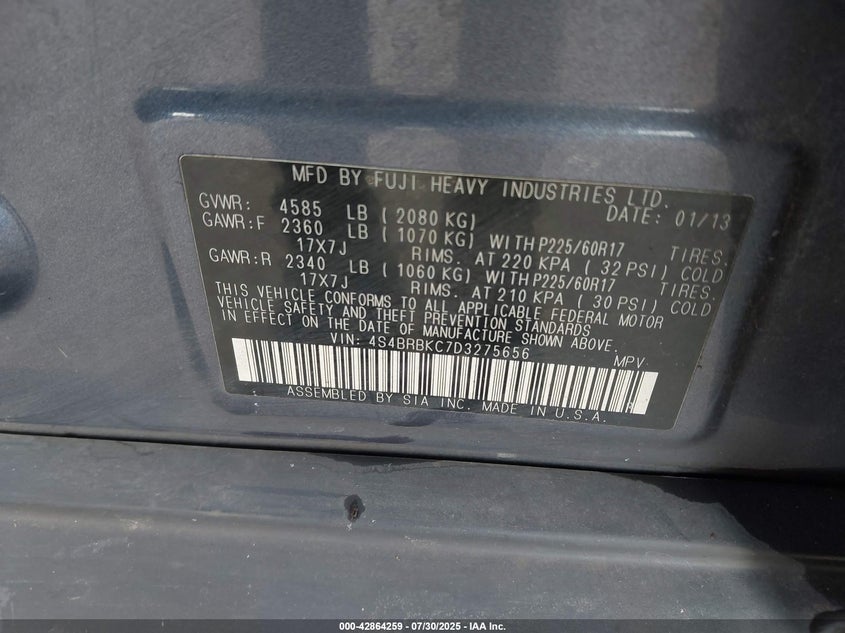 MFD BY FUJI HEAVY INDUSTRIES LTD.
GVWR: 4585 LB ( 2080 KG) DATE: 01/13
GAWR:F 2360 LB ( 1070 KG) WITH P225/60R17 TIRES.
17X7J RIMS. AT 220 KPA ( 32 PSI) COLD
GAWR:R 2340 LB ( 1060 KG) WITH P225/60R17 TIRES.
17X7J RIMS. AT 210 KPA ( 30 PSI) COLD
THIS VEHICLE CONFORMS TO ALL APPLICABLE FEDERAL MOTOR
VEHICLE SAFETY AND THEFT PREVENTION STANDARDS
IN EFFECT ON THE DATE OF MANUFACTURE SHOWN ABOVE.
VIN: 4S4BRBKC7D3275656 MPV
ASSEMBLED BY SIA INC. MADE IN U.S.A.
000-42864259 - 07/30/2025 - IAA Inc.